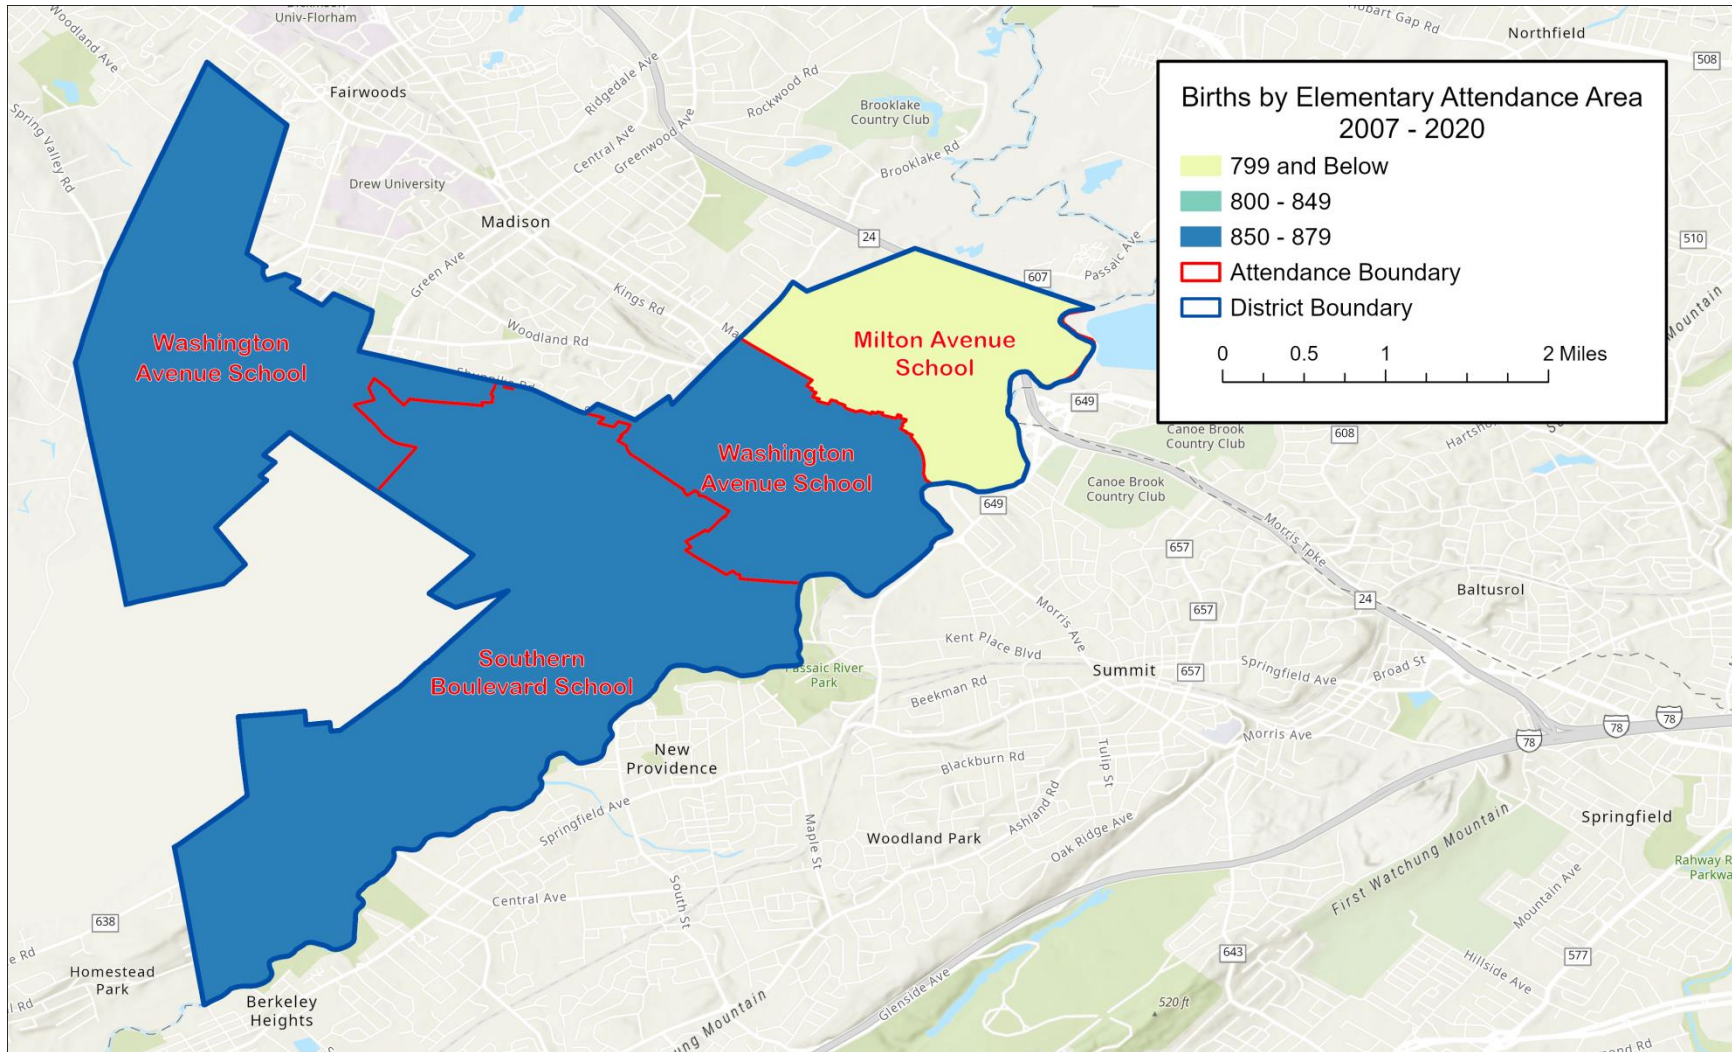 Births by Elementary Attendance Area
2007 - 2020
799 and Below
800 - 849
850 - 879
Attendance Boundary
District Boundary
0 0.5 1 2 Miles
Woodland Ave
Univ-Florham
Fairwoods
Spring Valley Rd
Drew University
Madison
Ridgedale Ave
Rockwood Rd
Central Ave
Greenwood Ave
Brooklake
Country Club
Brooklake Rd
Hobart Gap Rd
Northfield
508
510
24
607
Passaic Ave
Green Ave
Kings Rd
Woodland Rd
Washington
Avenue School
Milton Avenue
School
Washington
Avenue School
Southern
Boulevard School
649
Canoe Brook
Country Club
608
Mountain
Canoe Brook
Country Club
649
Morris Tpke
657
657
24
Baltusrol
Morris Ave
Kent Place Blvd
Passaic River
Park
Beekman Rd
Summit
657
Springfield Ave
Broad St
78
78
78
Morris Ave
New
Providence
Blackburn Rd
Tulip St
Springfield Ave
Maple St
Woodland Park
Ashland Rd
Oak Ridge Ave
First Watchung Mountain
Springfield
Mountain Ave
Central Ave
South St
638
Homestead
Park
Berkeley
Heights
Glenside Ave
520 ft
643
577
Hillside Ave